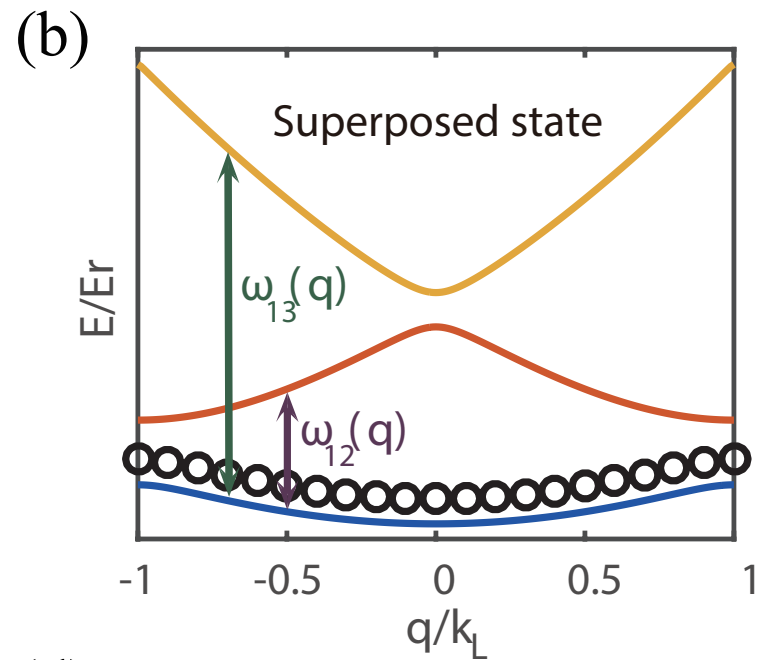 (b)
Superposed state
ω13(q)
ω12(q)
E/Er
-1 -0.5 0 0.5 1
q/kL